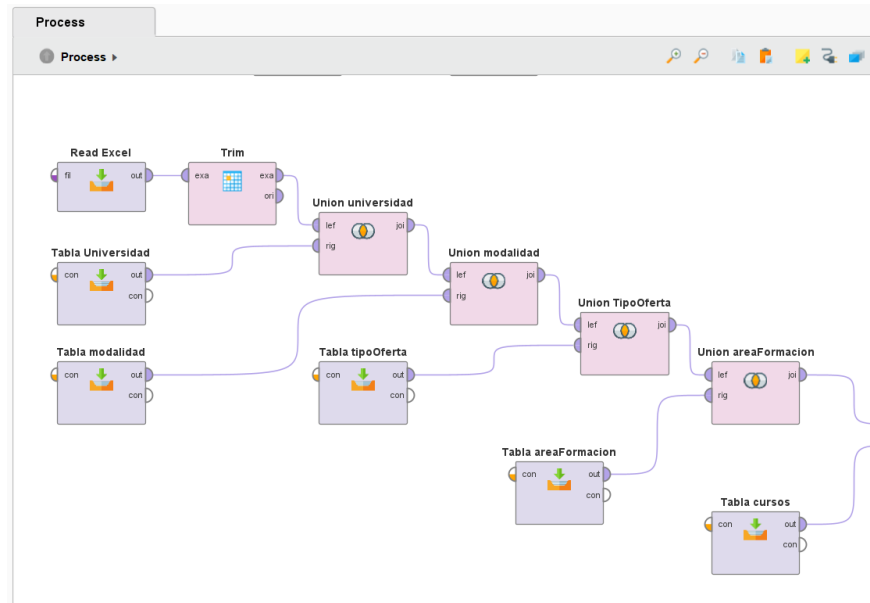 Process
Process
Read Excel
fil
out
Trim
exa
exa
ori
Union universidad
lef
joi
rig
Tabla Universidad
con
out
con
Union modalidad
lef
joi
rig
Union TipoOferta
lef
joi
rig
Tabla modalidad
con
out
con
Tabla tipoOferta
con
out
con
Union areaFormacion
lef
joi
rig
Tabla areaFormacion
con
out
con
Tabla cursos
con
out
con